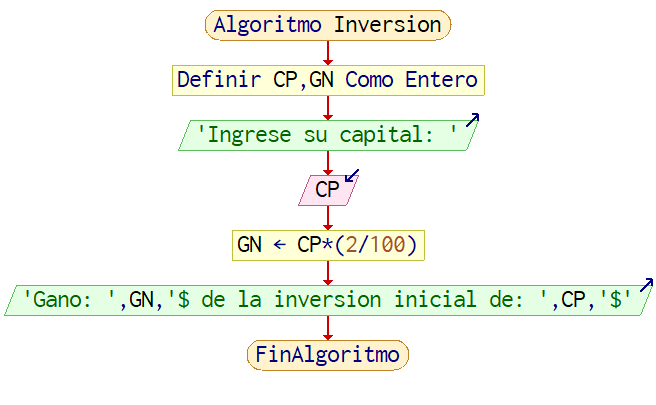 Algoritmo Inversion
Definir CP,GN Como Entero
'Ingrese su capital: '
CP
GN ← CP*(2/100)
'Gano: ',GN,'$ de la inversion inicial de: ',CP,'$'
FinAlgoritmo